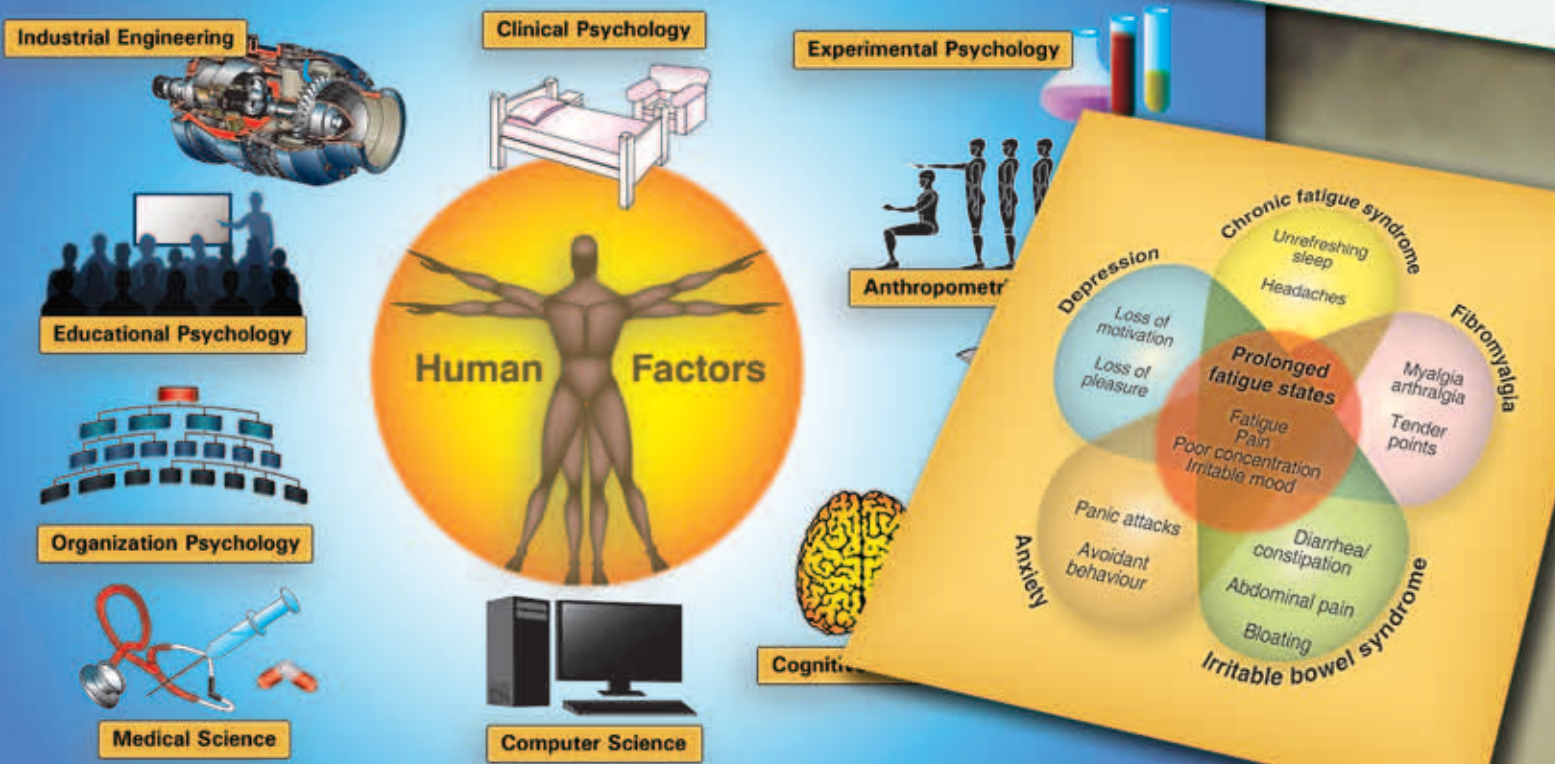 Industrial Engineering
Clinical Psychology
Experimental Psychology
Educational Psychology
Human Factors
Organization Psychology
Medical Science
Computer Science
Chronic fatigue syndrome
Unrefreshing
sleep
Headaches
Depression
Loss of
motivation
Loss of
pleasure
Fibromyalgia
Myalgia
arthralgia
Tender
points
Prolonged
fatigue states
Fatigue
Pain
Poor concentration
Irritable mood
Anxiety
Panic attacks
Avoidant
behaviour
Diarrhea/
constipation
Abdominal pain
Bloating
Irritable bowel syndrome